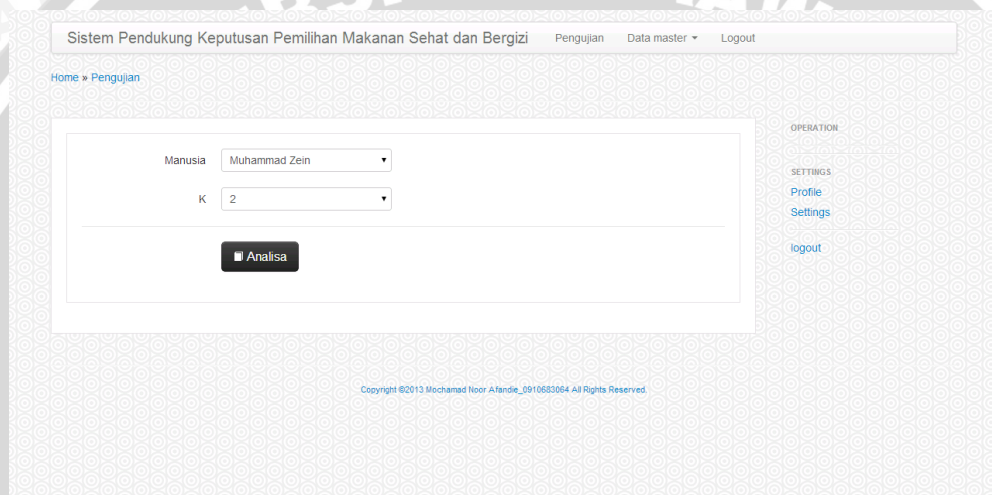 Sistem Pendukung Keputusan Pemilihan Makanan Sehat dan Bergizi Pengujian Data master Logout
Home » Pengujian
OPERATION
Manusia Muhammad Zein
K 2
Analisa
SETTINGS
Profile
Settings
logout
Copyright ©2013 Mochamad Noor Afandie_0910683064 All Rights Reserved.